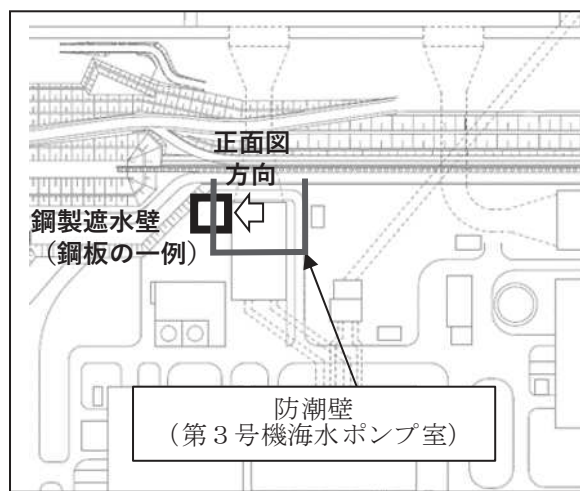 正面図
方向
鋼製遮水壁
（鋼板の一例）
防潮壁
（第３号機海水ポンプ室）